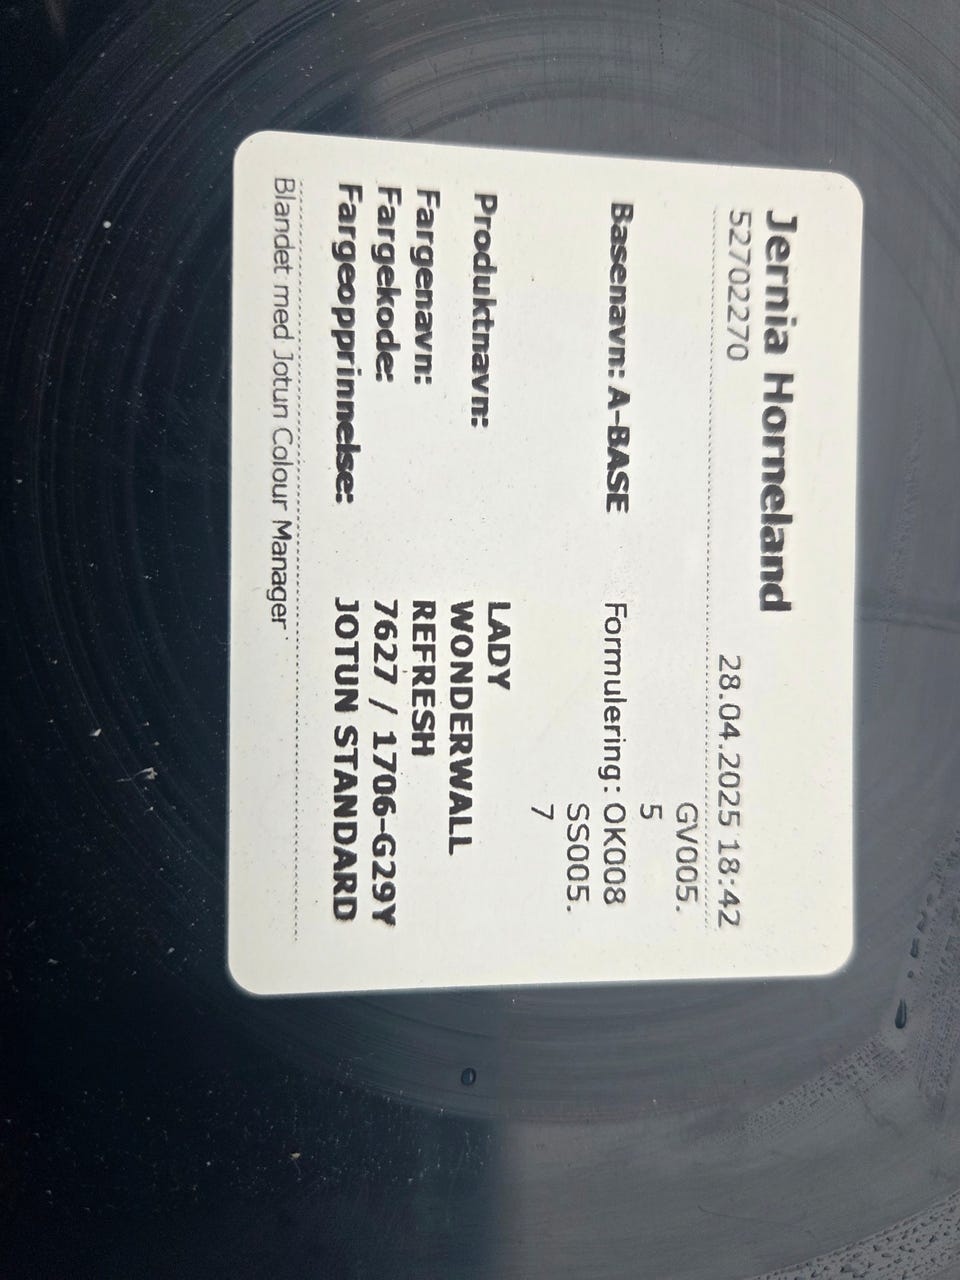 Jernia Horneland
52702270 28.04.2025 18:42
GV005.
5
Basenavn: A-BASE Formulering: OK008
SS005.
7
LADY
Produktnavn: WONDERWALL
Fargenavn: REFRESH
Fargekode: 7627 / 1706-G29Y
Fargeopprinnelse: JOTUN STANDARD
Blandet med Jotun Colour Manager